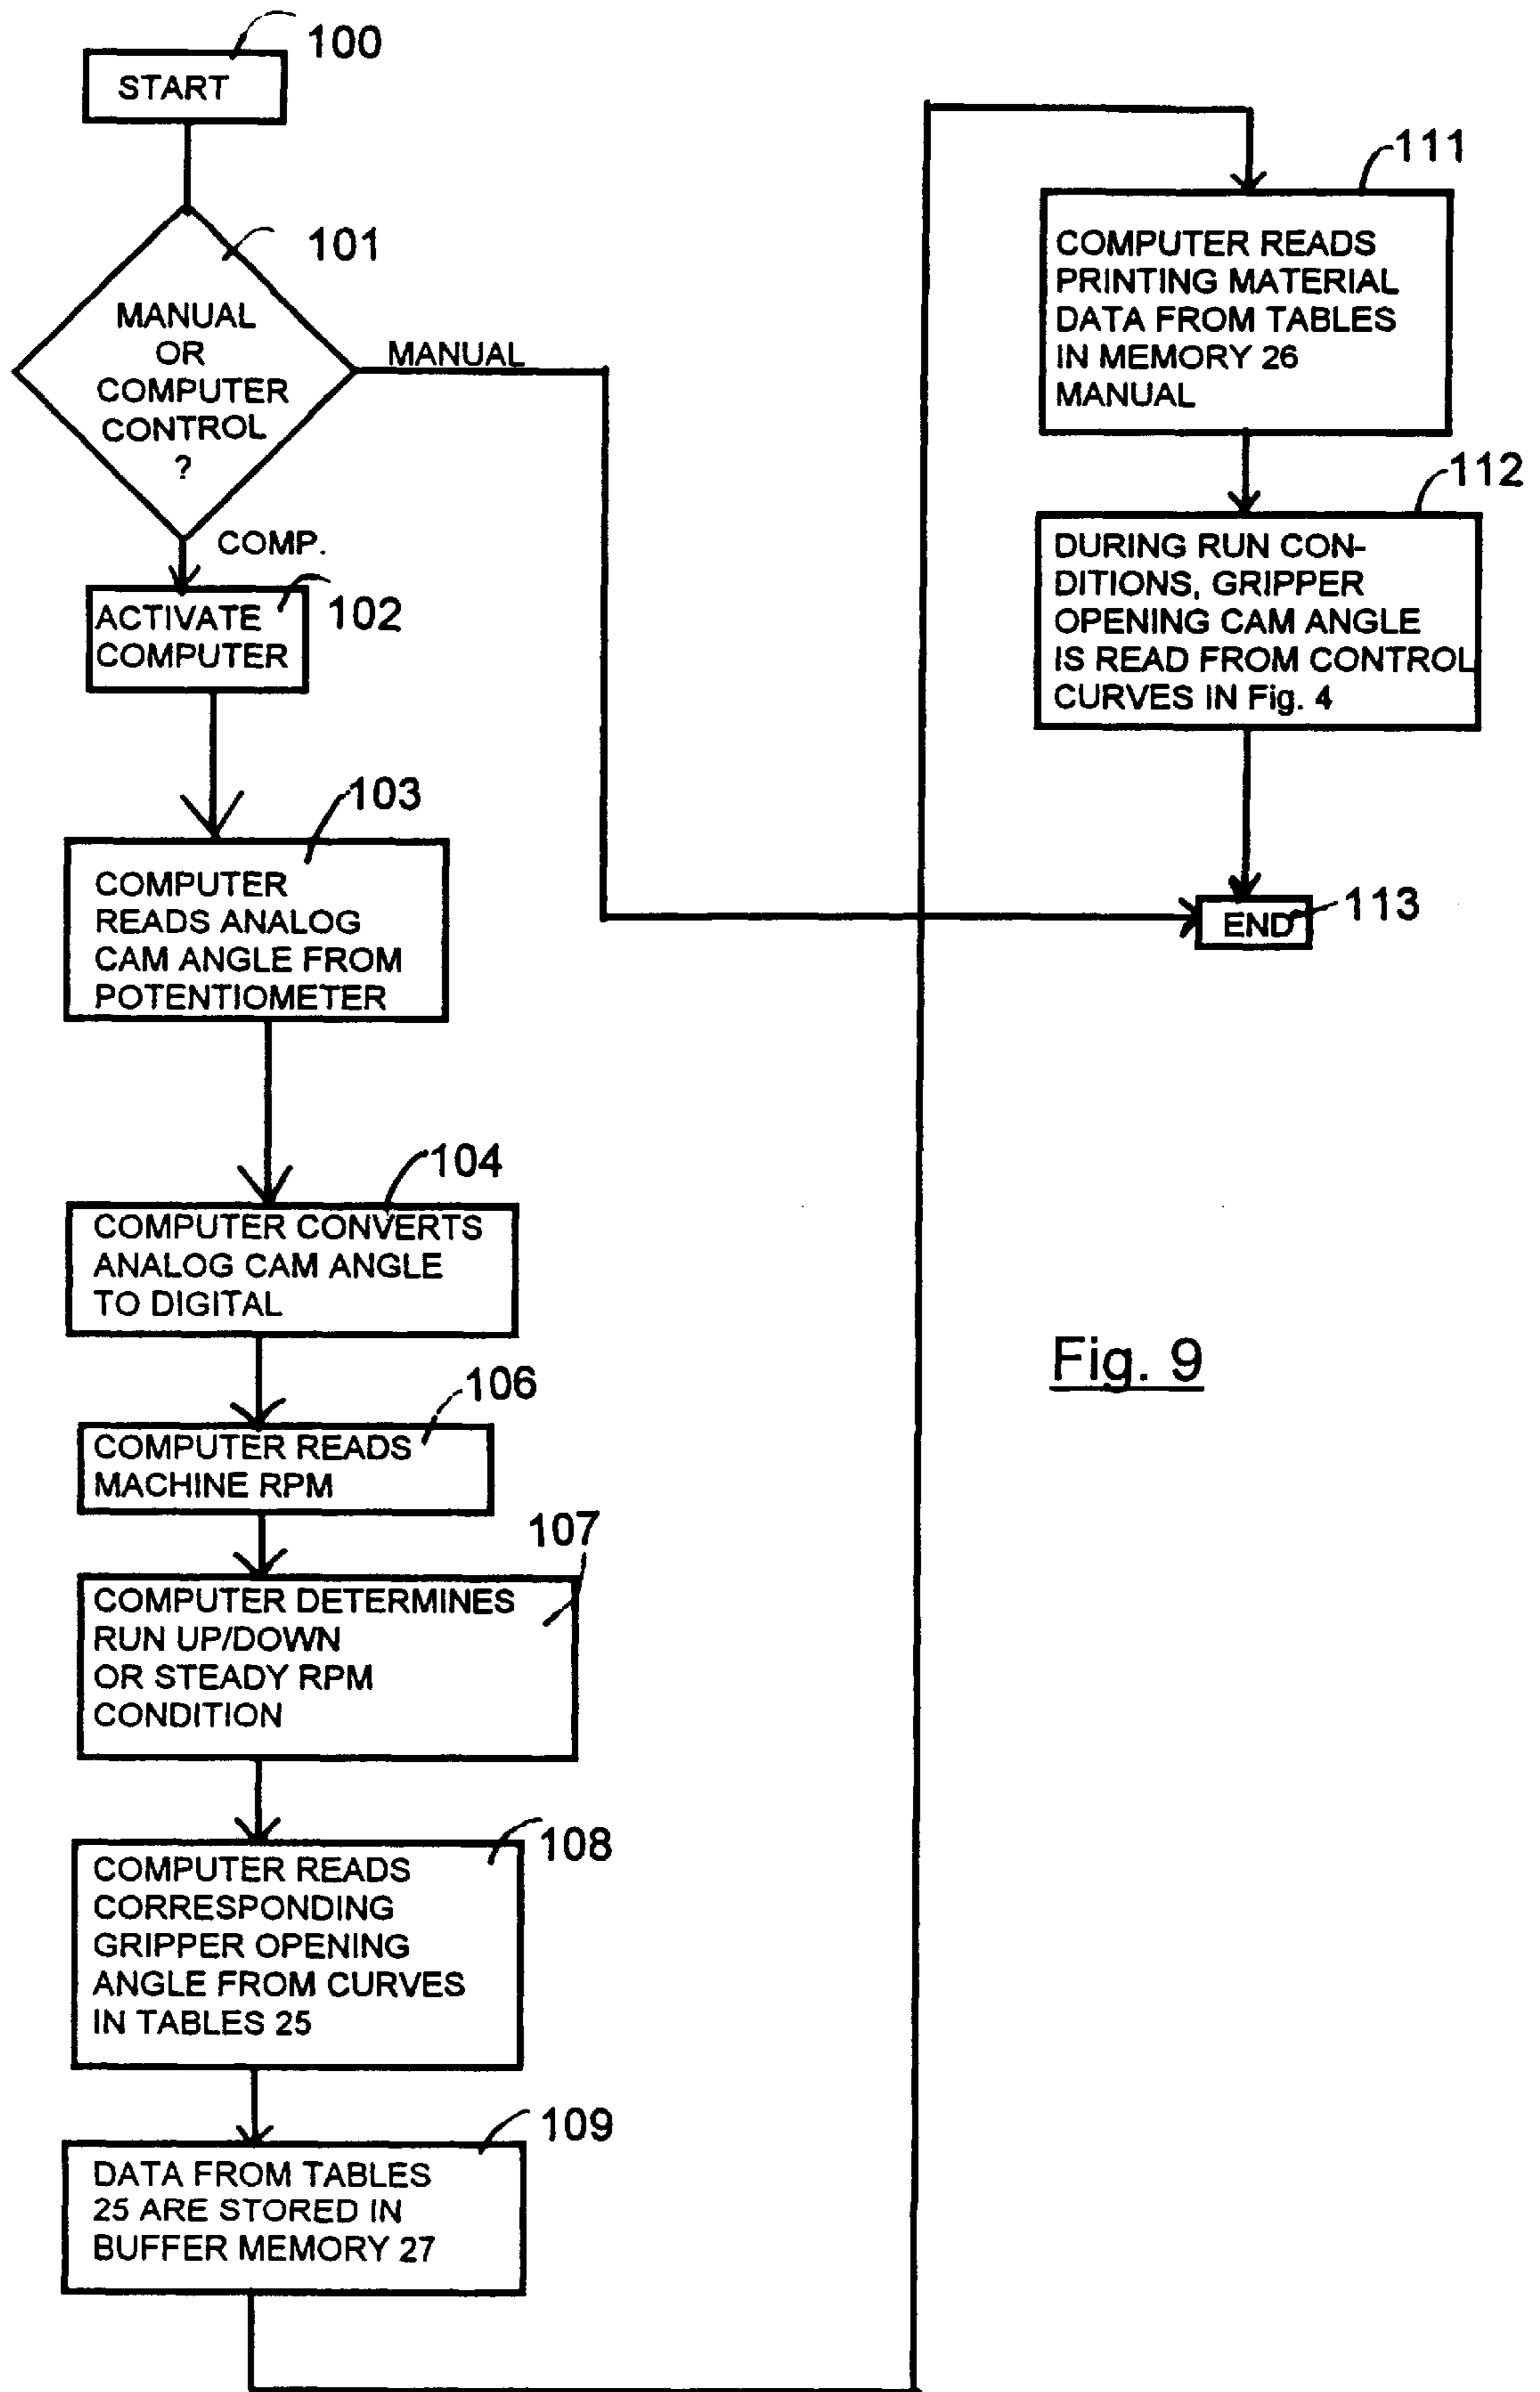 100
START
101
MANUAL
OR
COMPUTER
CONTROL
?
MANUAL
COMP.
102
ACTIVATE
COMPUTER
103
COMPUTER
READS ANALOG
CAM ANGLE FROM
POTENTIOMETER
104
COMPUTER CONVERTS
ANALOG CAM ANGLE
TO DIGITAL
106
COMPUTER READS
MACHINE RPM
107
COMPUTER DETERMINES
RUN UP/DOWN
OR STEADY RPM
CONDITION
108
COMPUTER READS
CORRESPONDING
GRIPPER OPENING
ANGLE FROM CURVES
IN TABLES 25
109
DATA FROM TABLES
25 ARE STORED IN
BUFFER MEMORY 27
111
COMPUTER READS
PRINTING MATERIAL
DATA FROM TABLES
IN MEMORY 26
MANUAL
112
DURING RUN CON-
DITIONS, GRIPPER
OPENING CAM ANGLE
IS READ FROM CONTROL
CURVES IN Fig. 4
END
113
Fig. 9